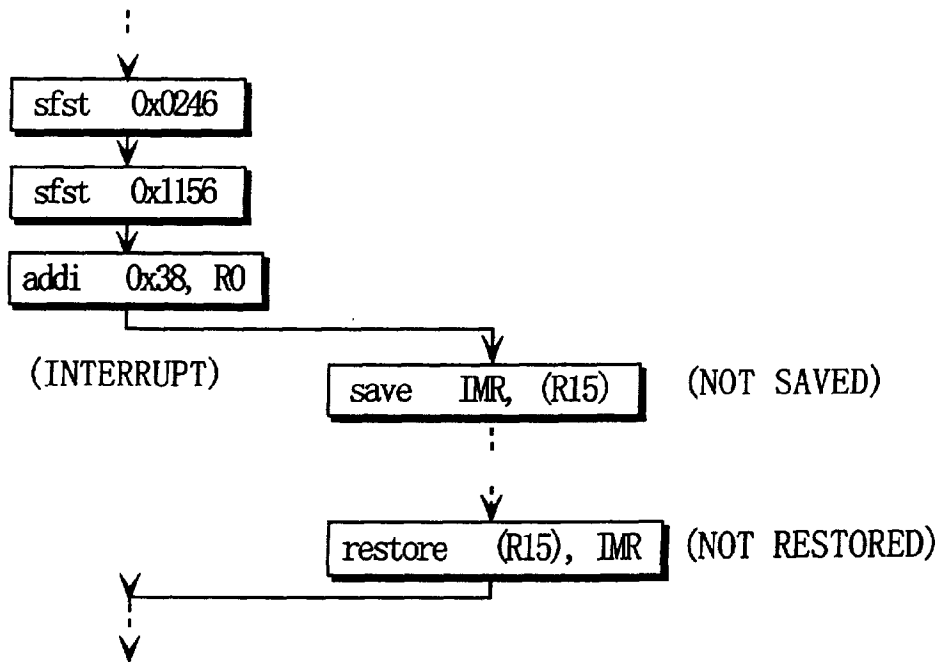 sfst 0x0246
sfst 0x1156
addi 0x38, R0
(INTERRUPT)
save IMR, (R15)
(NOT SAVED)
restore (R15), IMR
(NOT RESTORED)